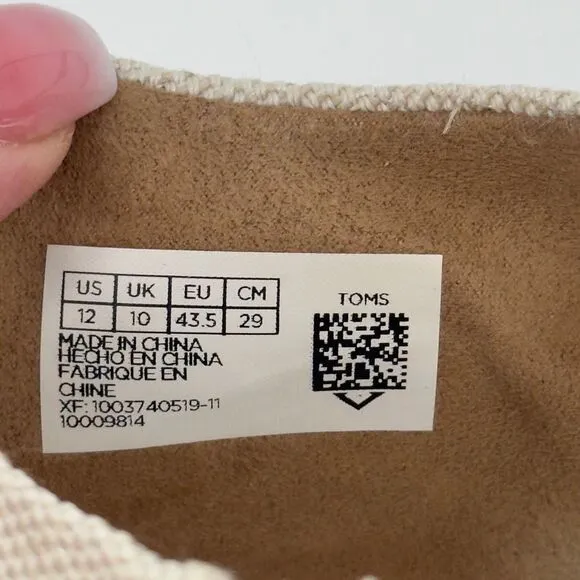 US UK EU CM
12 10 43.5 29
MADE IN CHINA
HECHO EN CHINA
FABRIQUE EN
CHINE
XF: 1003740519-11
10009814
TOMS